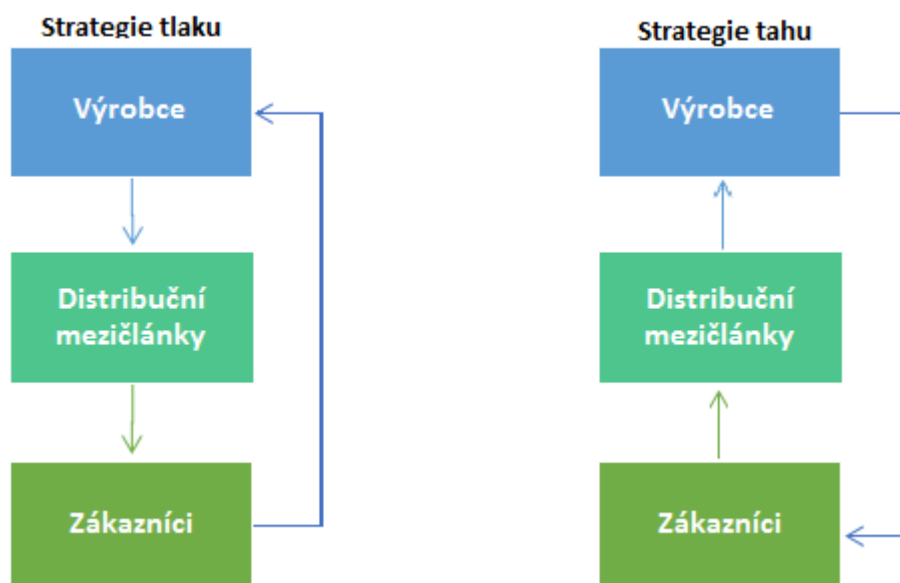 Strategie tlaku
Výrobce
Distribuční
mezičlánky
Zákazníci
Strategie tahu
Výrobce
Distribuční
mezičlánky
Zákazníci